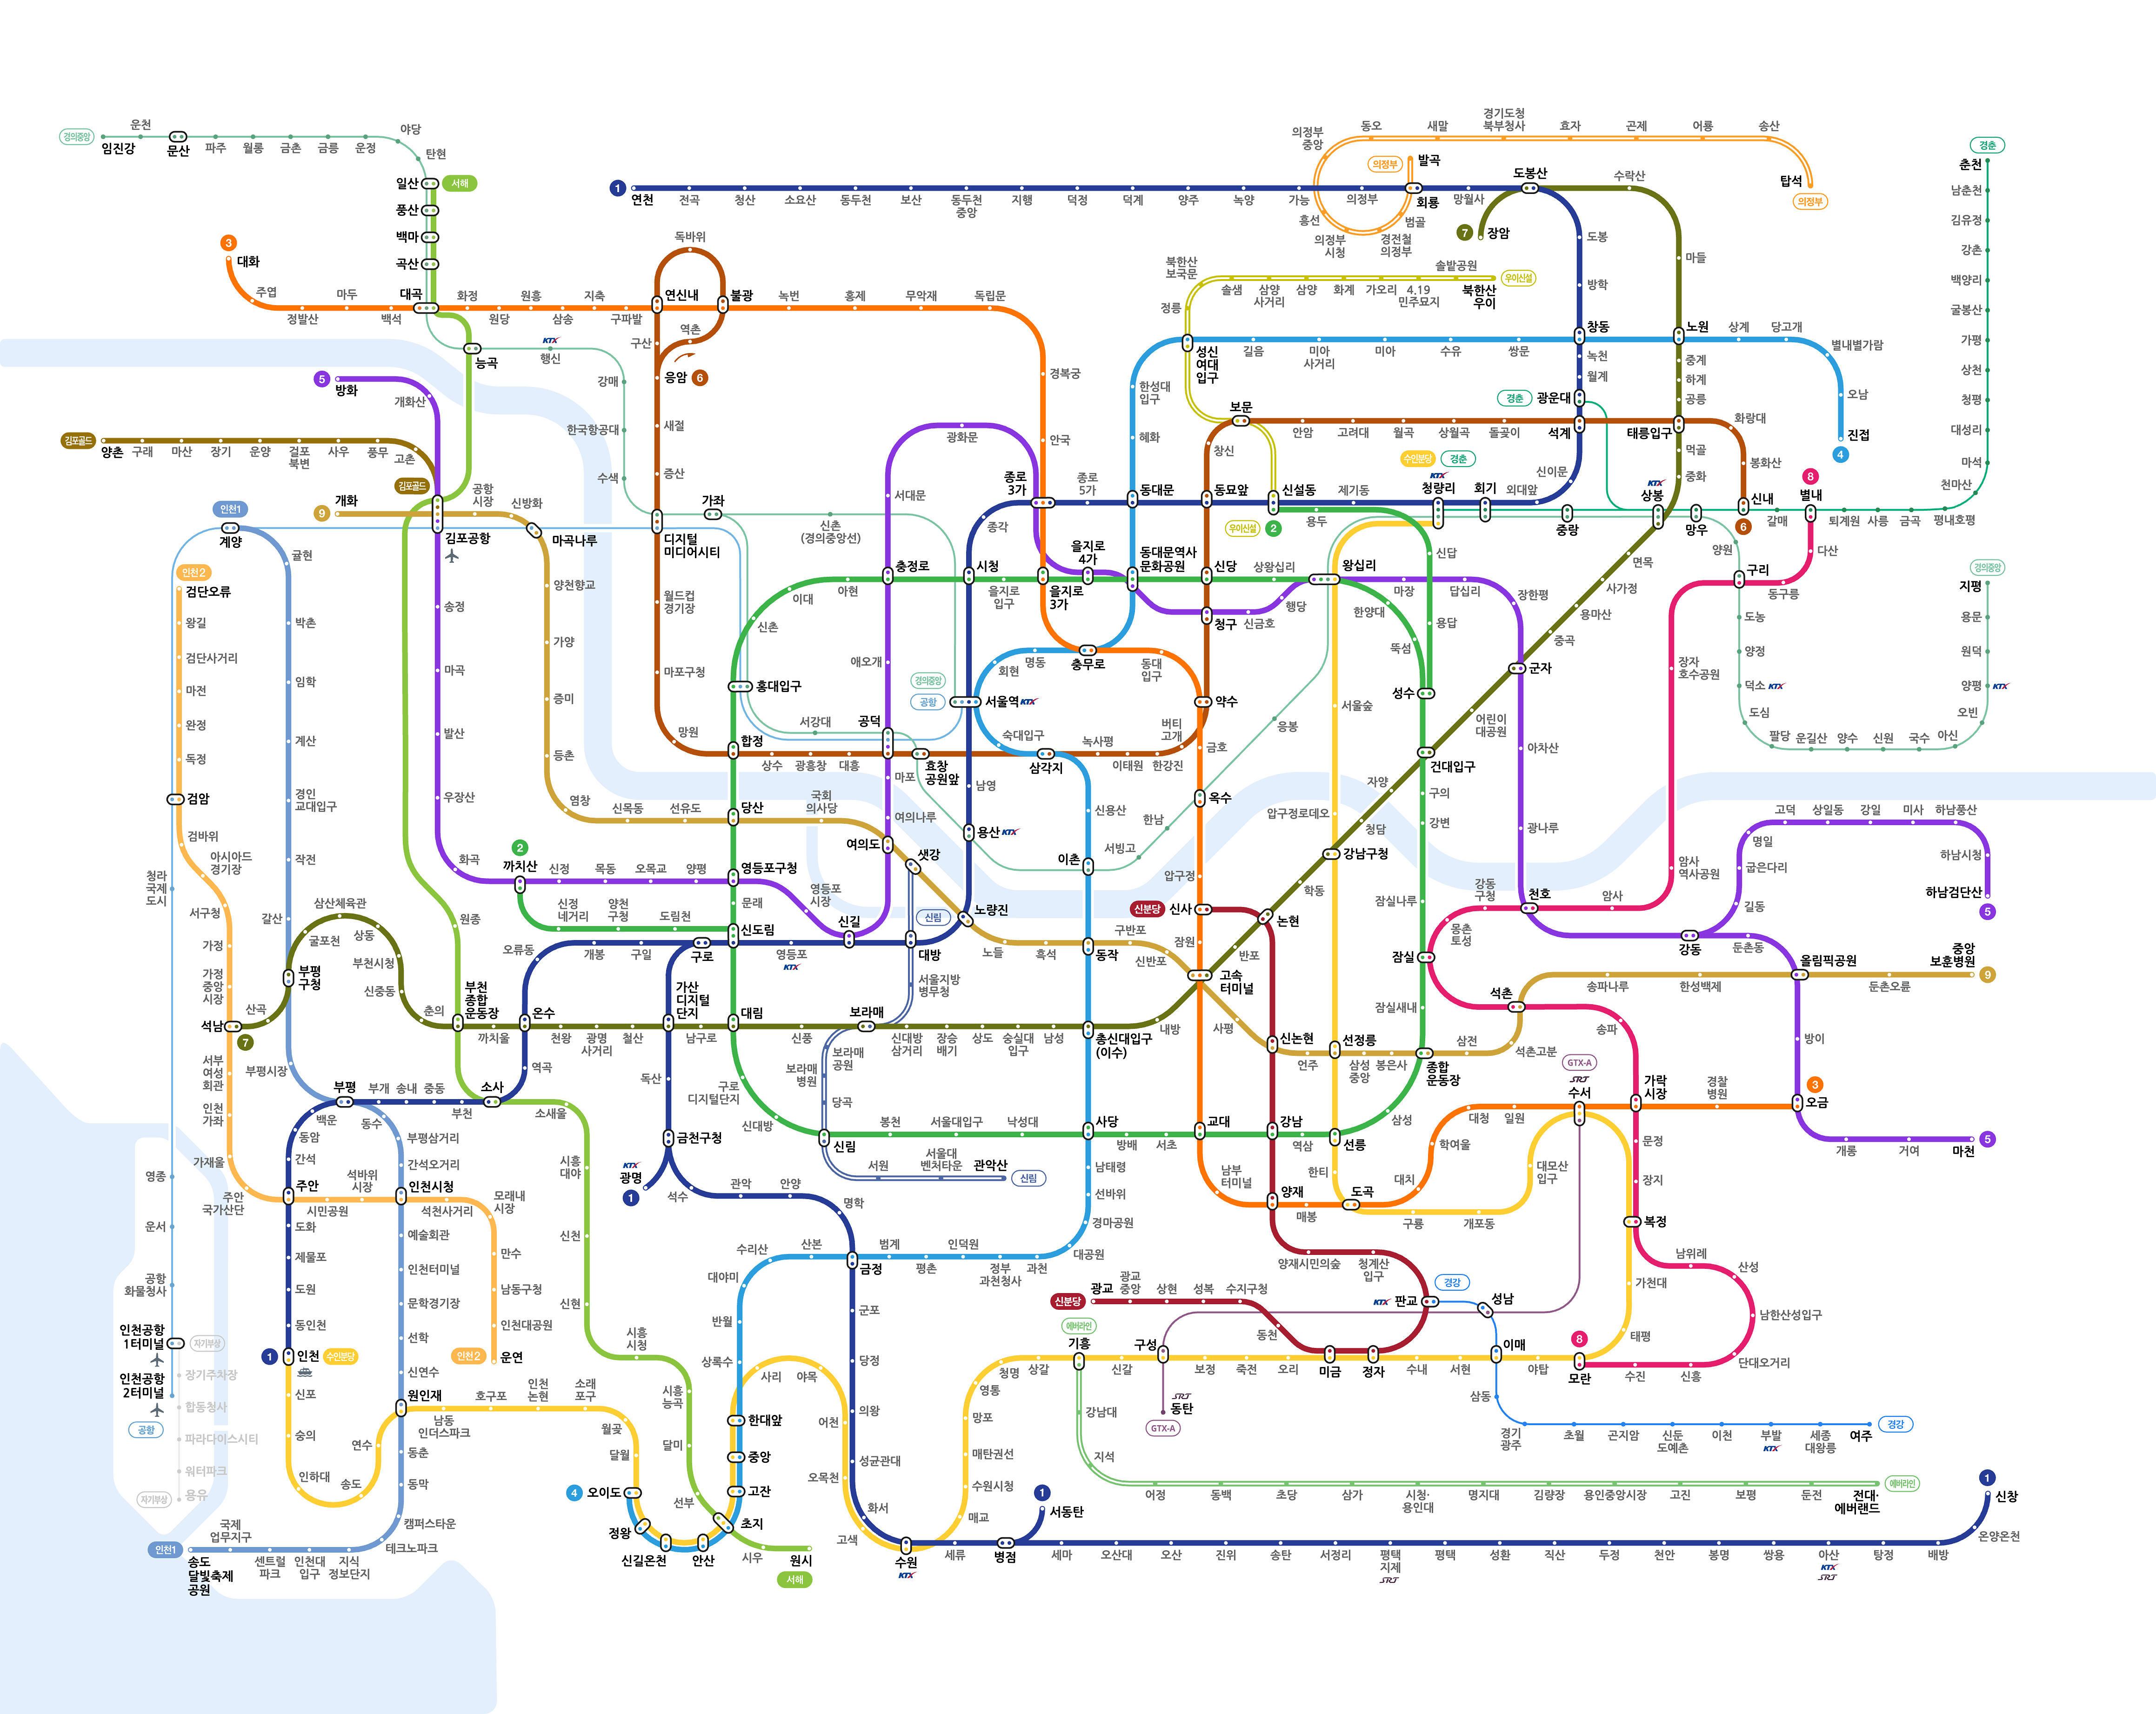 경의중앙
임진강
운천
문산
파주
월롱
금촌
금릉
운정
야당
탄현
일산
서해
풍산
백마
곡산
대곡
3
대화
주엽
정발산
마두
백석
화정
원당
원흥
삼송
지축
구파발
연신내
독바위
불광
역촌
구산
응암
6
녹번
홍제
무악재
독립문
경복궁
안국
종로
3가
1
연천
전곡
청산
소요산
동두천
보산
동두천
중앙
지행
덕정
덕계
양주
녹양
가능
의정부
회룡
망월사
도봉산
의정부
발곡
범골
경전철
의정부
의정부
시청
흥선
의정부
중앙
동오
새말
경기도청
북부청사
효자
곤제
어룡
송산
탑석
의정부
7
장암
수락산
마들
도봉
방학
창동
노원
상계
당고개
별내별가람
오남
진접
4
녹천
월계
광운대
경춘
석계
중계
하계
공릉
태릉입구
화랑대
봉화산
신내
6
먹골
중화
상봉
KTX
경춘
춘천
남춘천
김유정
강촌
백양리
굴봉산
가평
상천
청평
대성리
마석
천마산
평내호평
금곡
사릉
퇴계원
별내
8
갈매
망우
중랑
회기
외대앞
신이문
청량리
KTX
수인분당
경춘
제기동
신설동
우이신설
2
용두
신답
용답
성수
북한산
보국문
정릉
솔샘
삼양
사거리
삼양
화계
가오리
4.19
민주묘지
솔밭공원
북한산
우이
우이신설
성신
여대
입구
길음
미아
사거리
미아
수유
쌍문
보문
안암
고려대
월곡
상월곡
돌곶이
창신
동묘앞
한성대
입구
혜화
동대문
종로
5가
종각
시청
능곡
행신
KTX
강매
한국항공대
수색
디지털
미디어시티
가좌
신촌
(경의중앙선)
새절
증산
월드컵
경기장
마포구청
망원
합정
상수
광흥창
대흥
공덕
서강대
홍대입구
신촌
이대
아현
충정로
서대문
광화문
애오개
마포
여의나루
여의도
을지로
입구
을지로
3가
을지로
4가
동대문역사
문화공원
신당
상왕십리
왕십리
청구
신금호
행당
마장
답십리
장한평
군자
한양대
뚝섬
서울숲
응봉
5
방화
개화산
김포골드
양촌
구래
마산
장기
운양
걸포
북변
사우
풍무
고촌
김포골드
9
개화
공항
시장
신방화
마곡나루
김포공항
인천1
계양
귤현
박촌
임학
계산
경인
교대입구
작전
갈산
부평
구청
부평시장
부평
인천2
검단오류
왕길
검단사거리
마전
완정
독정
검암
검바위
아시아드
경기장
서구청
가정
가정
중앙
시장
석남
7
서부
여성
회관
인천
가좌
가재울
주안
국가산단
주안
시민공원
석바위
시장
인천시청
석천사거리
모래내
시장
만수
남동구청
인천대공원
운연
인천2
청라
국제
도시
영종
운서
공항
화물청사
인천공항
1터미널
인천공항
2터미널
공항
자기부상
장기주차장
합동청사
파라다이스시티
워터파크
용유
자기부상
송정
마곡
발산
우장산
화곡
까치산
2
신정
목동
오목교
양평
영등포구청
영등포
시장
신길
신정
네거리
양천
구청
도림천
신도림
문래
당산
양천향교
가양
증미
등촌
염창
신목동
선유도
국회
의사당
샛강
노량진
노들
흑석
동작
구반포
신반포
고속
터미널
사평
신논현
언주
선정릉
삼성
중앙
봉은사
종합
운동장
삼전
석촌고분
석촌
송파나루
한성백제
올림픽공원
둔촌오륜
중앙
보훈병원
9
경의중앙
공항
서울역
KTX
회현
명동
충무로
동대
입구
약수
버티
고개
금호
옥수
압구정
신사
신분당
잠원
숙대입구
삼각지
녹사평
이태원
한강진
효창
공원앞
남영
용산
KTX
신용산
이촌
서빙고
한남
압구정로데오
강남구청
청담
자양
학동
논현
반포
내방
건대입구
어린이
대공원
구의
강변
잠실나루
잠실
잠실새내
중곡
용마산
사가정
면목
아차산
광나루
천호
강동
구청
몽촌
토성
암사
암사
역사공원
장자
호수공원
구리
동구릉
다산
양원
도농
양정
덕소
KTX
도심
팔당
운길산
양수
신원
국수
아신
오빈
양평
KTX
원덕
용문
지평
경의중앙
강동
길동
굽은다리
명일
고덕
상일동
강일
미사
하남풍산
하남시청
하남검단산
5
둔촌동
방이
오금
3
개롱
거여
마천
5
경찰
병원
가락
시장
송파
문정
장지
복정
남위례
산성
남한산성입구
단대오거리
신흥
수진
모란
8
수서
GTX-A
SRT
일원
대청
학여울
대치
도곡
매봉
양재
남부
터미널
교대
서초
방배
사당
강남
역삼
선릉
삼성
한티
구룡
개포동
대모산
입구
가천대
태평
야탑
이매
서현
수내
정자
미금
오리
죽전
보정
구성
신갈
기흥
에버라인
상갈
청명
영통
망포
매탄권선
수원시청
매교
수원
KTX
양재시민의숲
청계산
입구
판교
KTX
경강
성남
신분당
광교
광교
중앙
상현
성복
수지구청
동천
SRT
동탄
GTX-A
삼동
경기
광주
초월
곤지암
신둔
도예촌
이천
부발
KTX
세종
대왕릉
여주
경강
강남대
지석
어정
동백
초당
삼가
시청·
용인대
명지대
김량장
용인중앙시장
고진
보평
둔전
전대·
에버랜드
에버라인
굴포천
삼산체육관
상동
부천시청
신중동
춘의
산곡
부천
종합
운동장
원종
까치울
온수
천왕
광명
사거리
철산
가산
디지털
단지
남구로
대림
신풍
보라매
신대방
삼거리
장승
배기
상도
숭실대
입구
남성
총신대입구
(이수)
오류동
개봉
구일
구로
영등포
KTX
대방
신림
서울지방
병무청
보라매
공원
보라매
병원
당곡
신림
서원
서울대
벤처타운
관악산
신림
봉천
서울대입구
낙성대
구로
디지털단지
신대방
독산
금천구청
KTX
광명
1
석수
관악
안양
명학
금정
범계
평촌
인덕원
정부
과천청사
과천
대공원
경마공원
선바위
남태령
역곡
소사
부천
중동
송내
부개
백운
동암
간석
동수
부평삼거리
간석오거리
도화
제물포
도원
동인천
1
인천
수인분당
신포
숭의
인하대
송도
연수
원인재
예술회관
인천터미널
문학경기장
선학
신연수
동춘
동막
캠퍼스타운
테크노파크
지식
정보단지
인천대
입구
센트럴
파크
국제
업무지구
송도
달빛축제
공원
인천1
남동
인더스파크
호구포
인천
논현
소래
포구
월곶
달월
4
오이도
정왕
신길온천
안산
초지
고잔
중앙
한대앞
상록수
반월
대야미
수리산
산본
소새울
시흥
대야
신천
신현
시흥
시청
시흥
능곡
달미
선부
시우
원시
서해
사리
야목
어천
오목천
고색
군포
당정
의왕
성균관대
화서
세류
병점
1
서동탄
세마
오산대
오산
진위
송탄
서정리
평택
지제
SRT
평택
성환
직산
두정
천안
봉명
쌍용
아산
KTX
SRT
탕정
배방
온양온천
1
신창